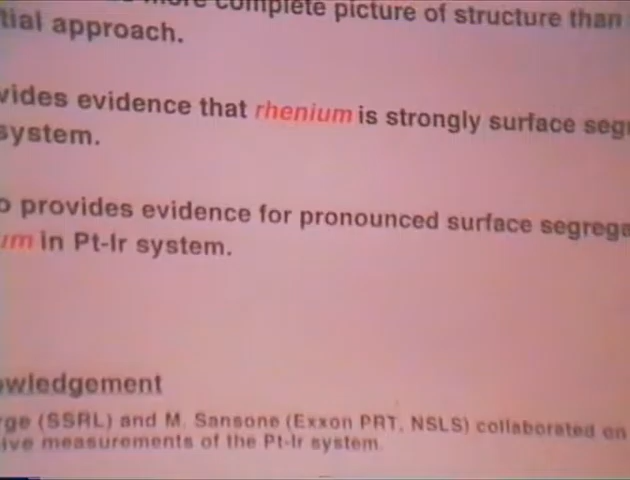 more complete picture of structure than
tial approach.
vides evidence that rhenium is strongly surface segr
system.
o provides evidence for pronounced surface segrega
um in Pt-Ir system.
owledgement
rge (SSRL) and M. Sansone (Exxon PRT, NSLS) collaborated on
ive measurements of the Pt-Ir system.